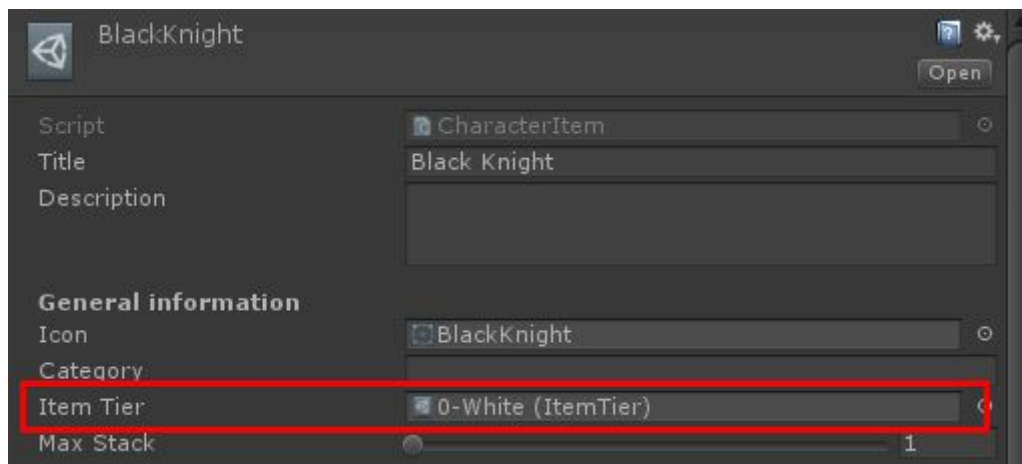 BlackKnight
Open
Script CharacterItem
Title Black Knight
Description
General information
Icon BlackKnight
Category
Item Tier 0-White (ItemTier)
Max Stack 1